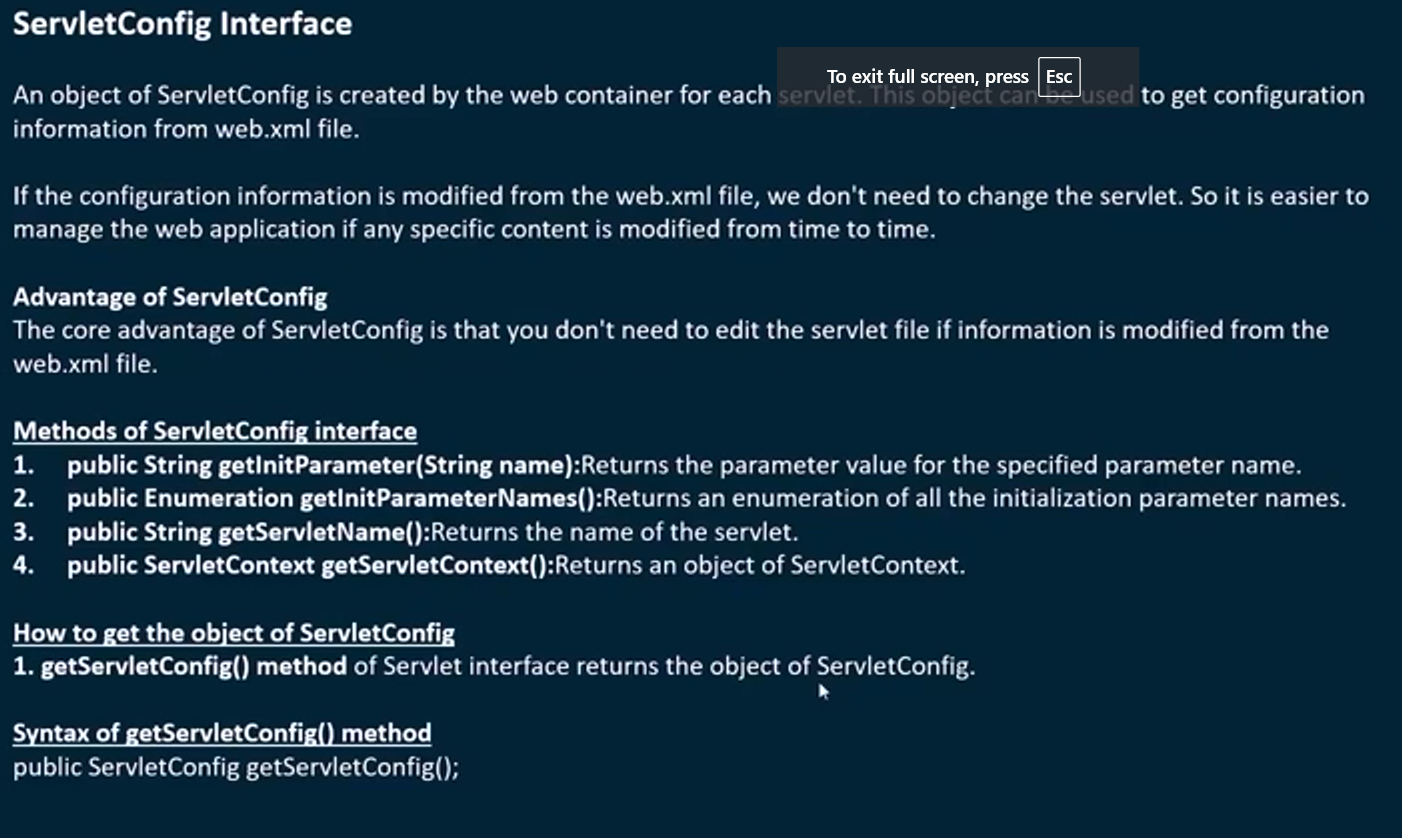 ServletConfig Interface
To exit full screen, press Esc
An object of ServletConfig is created by the web container for each servlet. This object can be used to get configuration
information from web.xml file.
If the configuration information is modified from the web.xml file, we don't need to change the servlet. So it is easier to
manage the web application if any specific content is modified from time to time.
Advantage of ServletConfig
The core advantage of ServletConfig is that you don't need to edit the servlet file if information is modified from the
web.xml file.
Methods of ServletConfig interface
1. public String getInitParameter(String name):Returns the parameter value for the specified parameter name.
2. public Enumeration getInitParameterNames():Returns an enumeration of all the initialization parameter names.
3. public String getServletName():Returns the name of the servlet.
4. public ServletContext getServletContext():Returns an object of ServletContext.
How to get the object of ServletConfig
1. getServletConfig() method of Servlet interface returns the object of ServletConfig.
Syntax of getServletConfig() method
public ServletConfig getServletConfig();